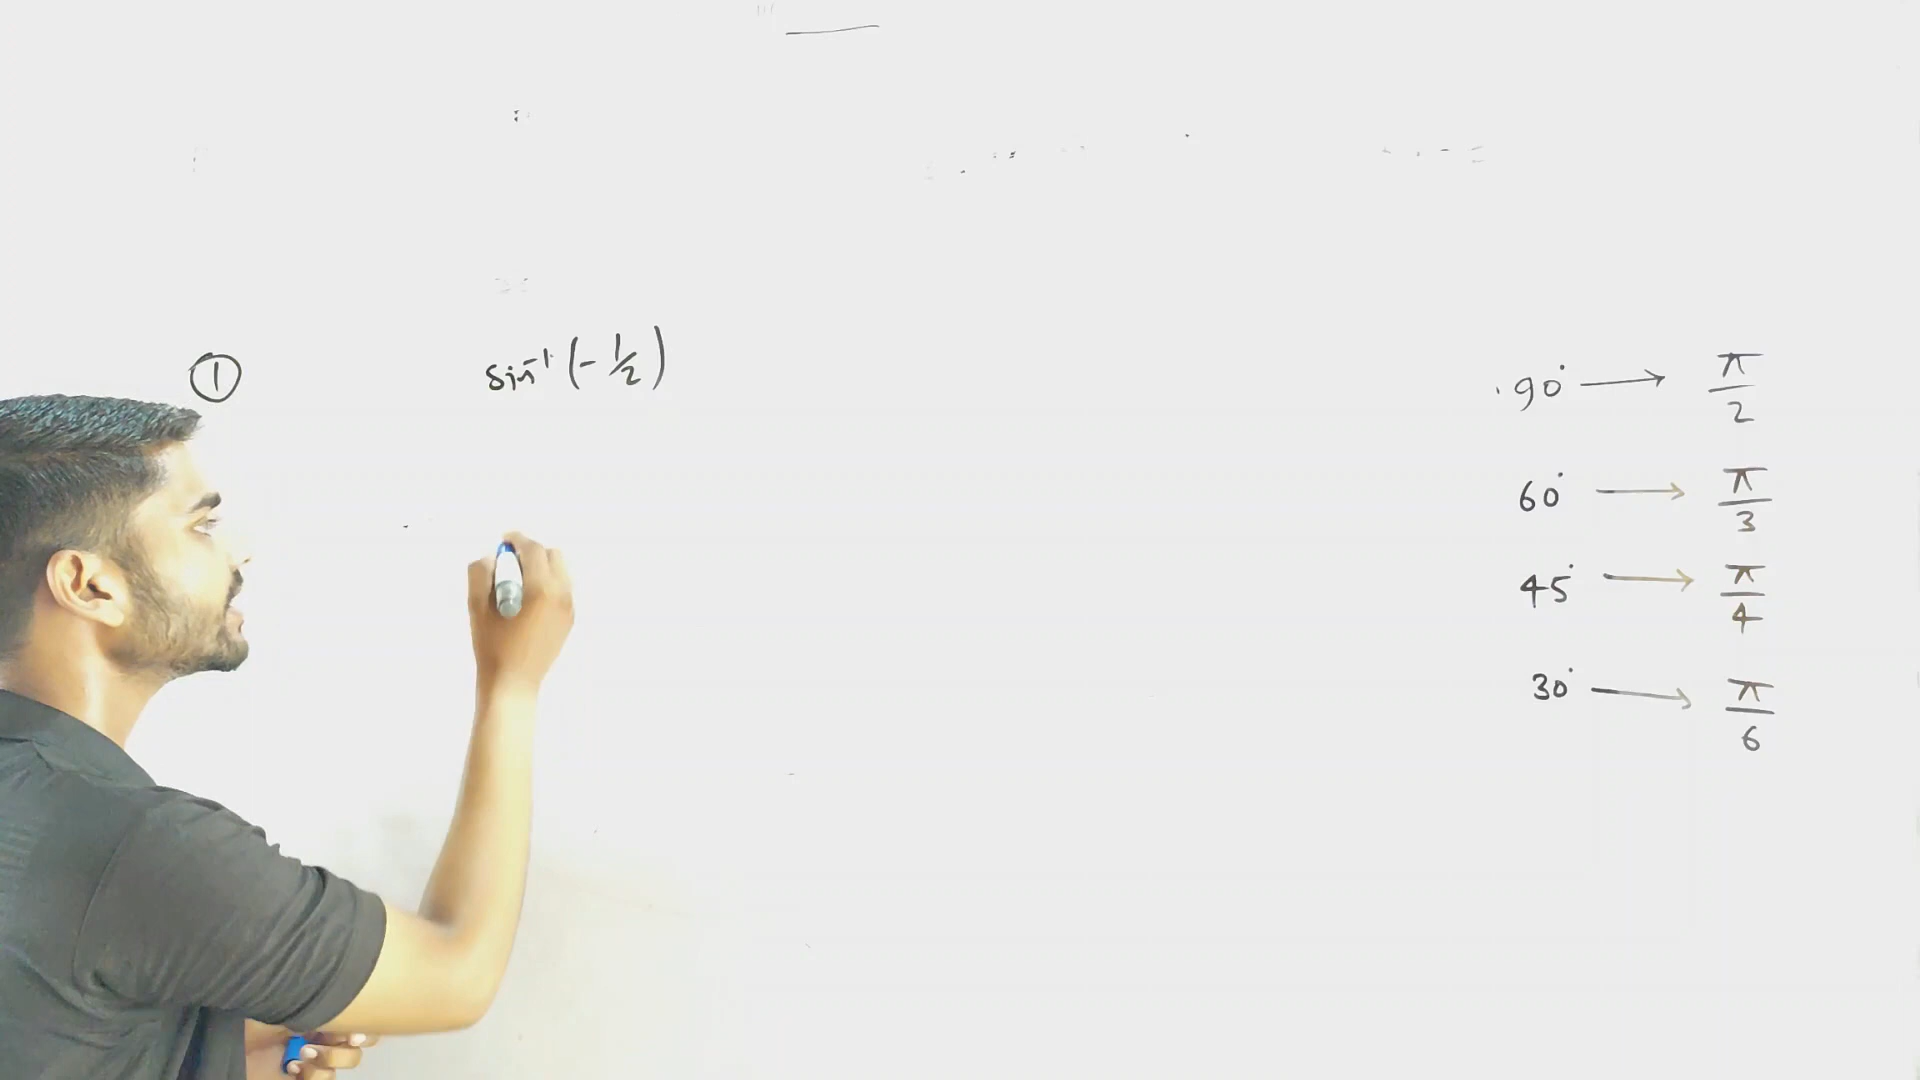 ① sin⁻¹ (- 1/2)
90° → π/2
60° → π/3
45° → π/4
30° → π/6